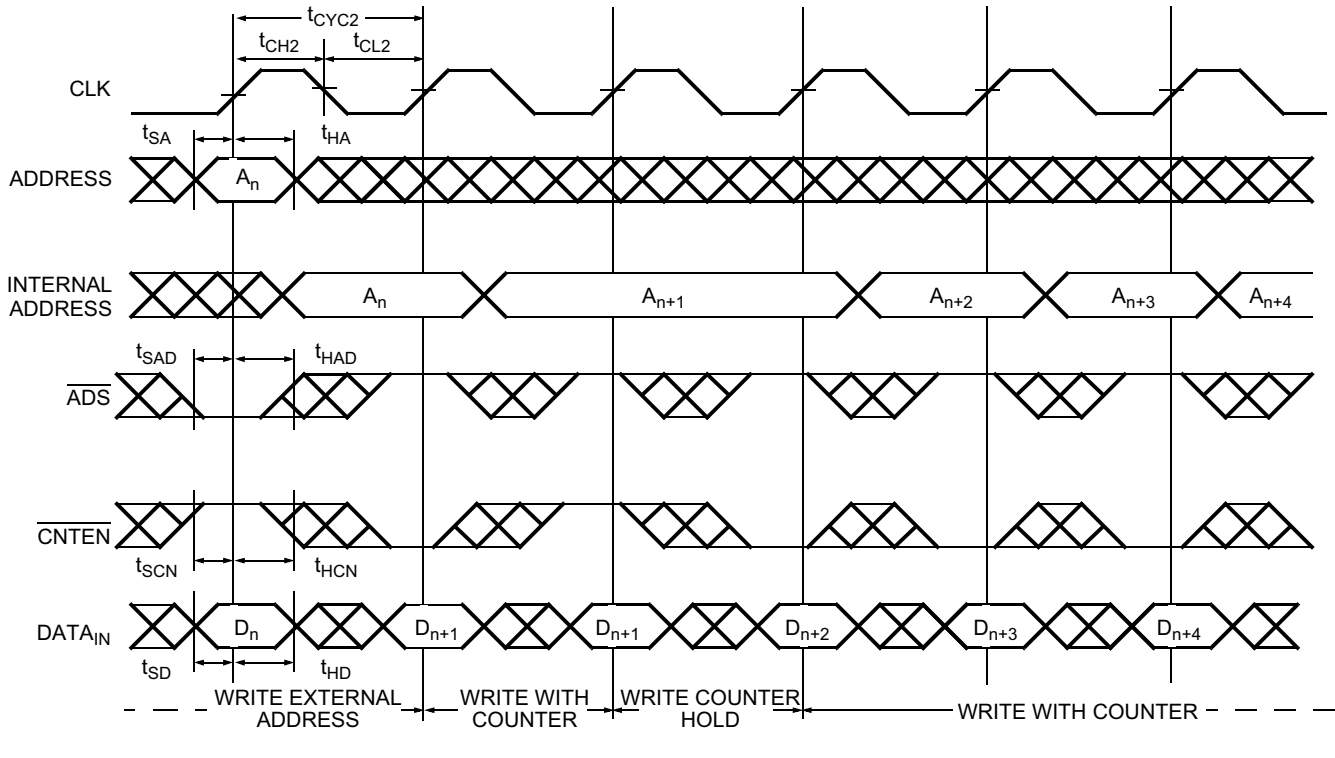 tCYC2
tCH2 tCL2
CLK
tSA tHA
ADDRESS An
INTERNAL
ADDRESS An An+1 An+2 An+3 An+4
tSAD tHAD
ADS
CNTEN
tSCN tHCN
DATAIN Dn Dn+1 Dn+1 Dn+2 Dn+3 Dn+4
tSD tHD
WRITE EXTERNAL
ADDRESS
WRITE WITH
COUNTER
WRITE COUNTER
HOLD
WRITE WITH COUNTER